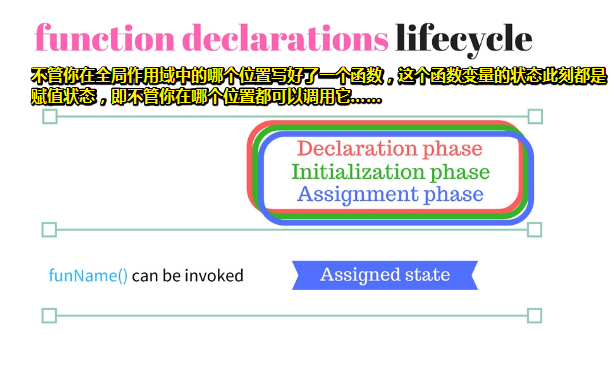 function declarations lifecycle
不管你在全局作用域中的哪个位置写好了一个函数，这个函数变量的状态此刻都是
赋值状态，即不管你在哪个位置都可以调用它……
Declaration phase
Initialization phase
Assignment phase
funName() can be invoked
Assigned state